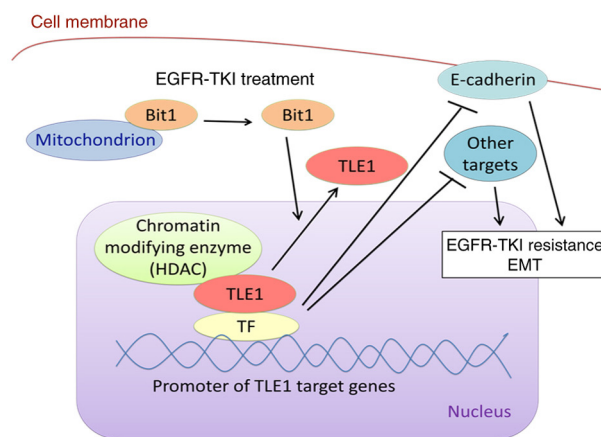 Cell membrane
EGFR-TKI treatment
E-cadherin
Bit1
Bit1
Mitochondrion
Other
targets
TLE1
Chromatin
modifying enzyme
(HDAC)
EGFR-TKI resistance
EMT
TLE1
TF
Promoter of TLE1 target genes
Nucleus